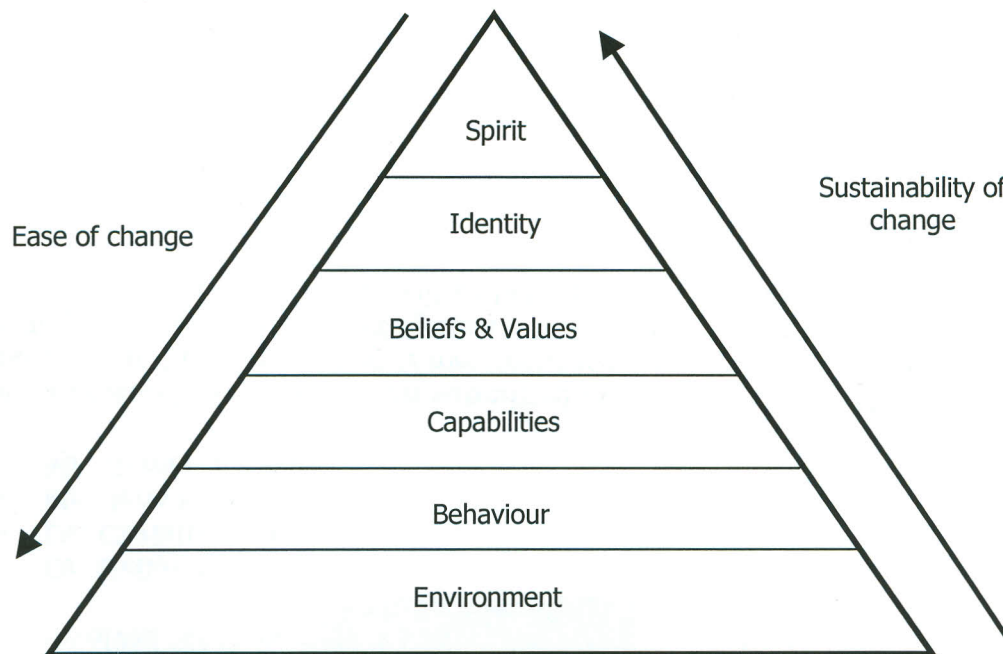 Spirit
Identity
Beliefs & Values
Capabilities
Behaviour
Environment
Ease of change
Sustainability of
change